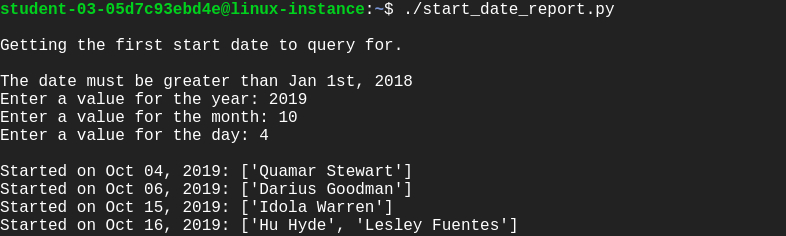 student-03-05d7c93ebd4e@linux-instance:~$ ./start_date_report.py
Getting the first start date to query for.
The date must be greater than Jan 1st, 2018
Enter a value for the year: 2019
Enter a value for the month: 10
Enter a value for the day: 4
Started on Oct 04, 2019: ['Quamar Stewart']
Started on Oct 06, 2019: ['Darius Goodman']
Started on Oct 15, 2019: ['Idola Warren']
Started on Oct 16, 2019: ['Hu Hyde', 'Lesley Fuentes']